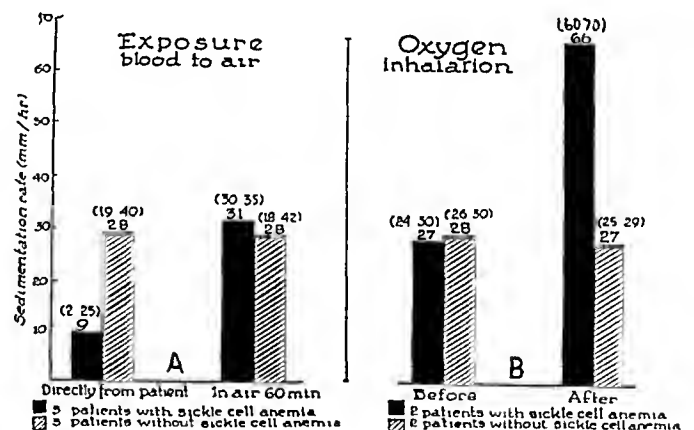 Exposure
blood to air
Oxygen
inhalation
Sedimentation rate (mm/hr)
70
60
50
40
30
20
10
(2 25)
9
(19 40)
28
(30 35)
31
(18 42)
28
(24 30)
27
(26 30)
28
(60 70)
66
(25 29)
27
A
B
Directly from patient
In air 60 min
Before
After
5 patients with sickle cell anemia
5 patients without sickle cell anemia
2 patients with sickle cell anemia
2 patients without sickle cell anemia